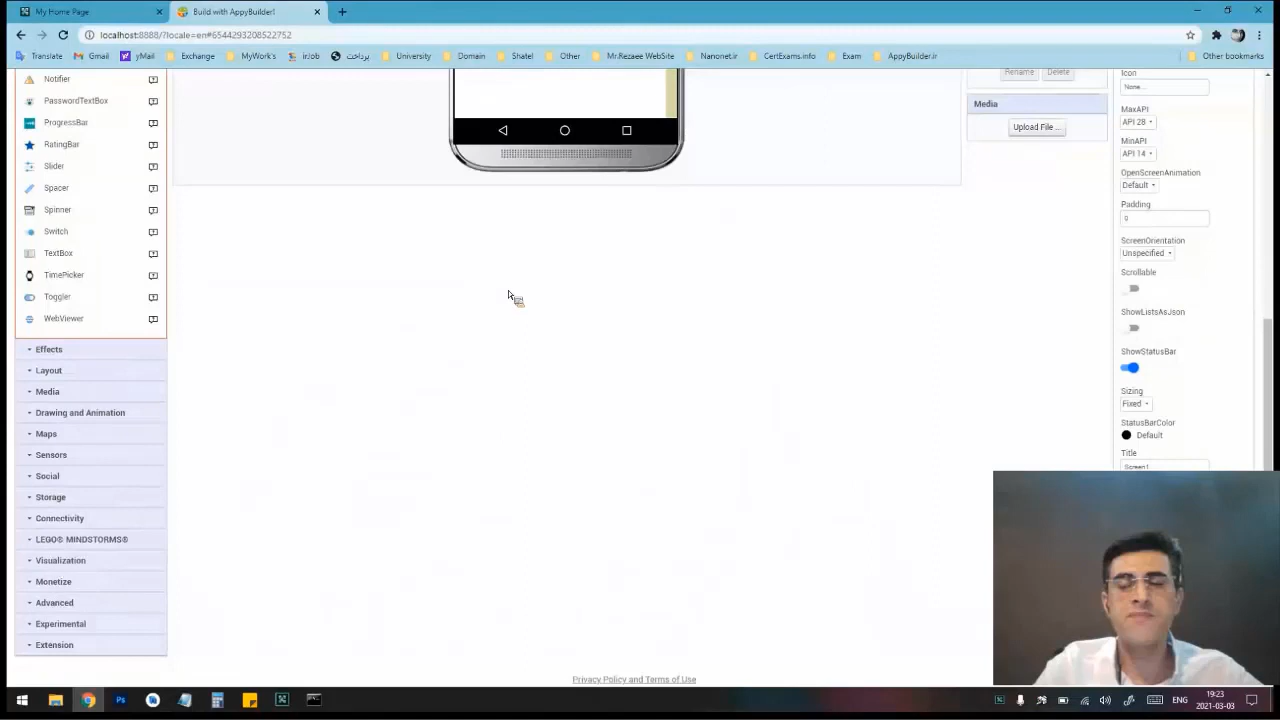 My Home Page
Build with AppyBuilder!
localhost:8888/?locale=en#6544293208522752
Translate
Gmail
yMail
Exchange
MyWork's
irJob
پرداخت
University
Domain
Shatel
Other
Mr.Rezaee WebSite
Nanonet.ir
CertExams.info
Exam
AppyBuilder.ir
Other bookmarks
Notifier
PasswordTextBox
ProgressBar
RatingBar
Slider
Spacer
Spinner
Switch
TextBox
TimePicker
Toggler
WebViewer
Effects
Layout
Media
Drawing and Animation
Maps
Sensors
Social
Storage
Connectivity
LEGO® MINDSTORMS®
Visualization
Monetize
Advanced
Experimental
Extension
Rename Delete
Media
Upload File ...
Icon
None...
MaxAPI
API 28
MinAPI
API 14
OpenScreenAnimation
Default
Padding
0
ScreenOrientation
Unspecified
Scrollable
ShowListsAsJson
ShowStatusBar
Sizing
Fixed
StatusBarColor
Default
Title
Screen1
Privacy Policy and Terms of Use
ENG
19:23
2021-03-03